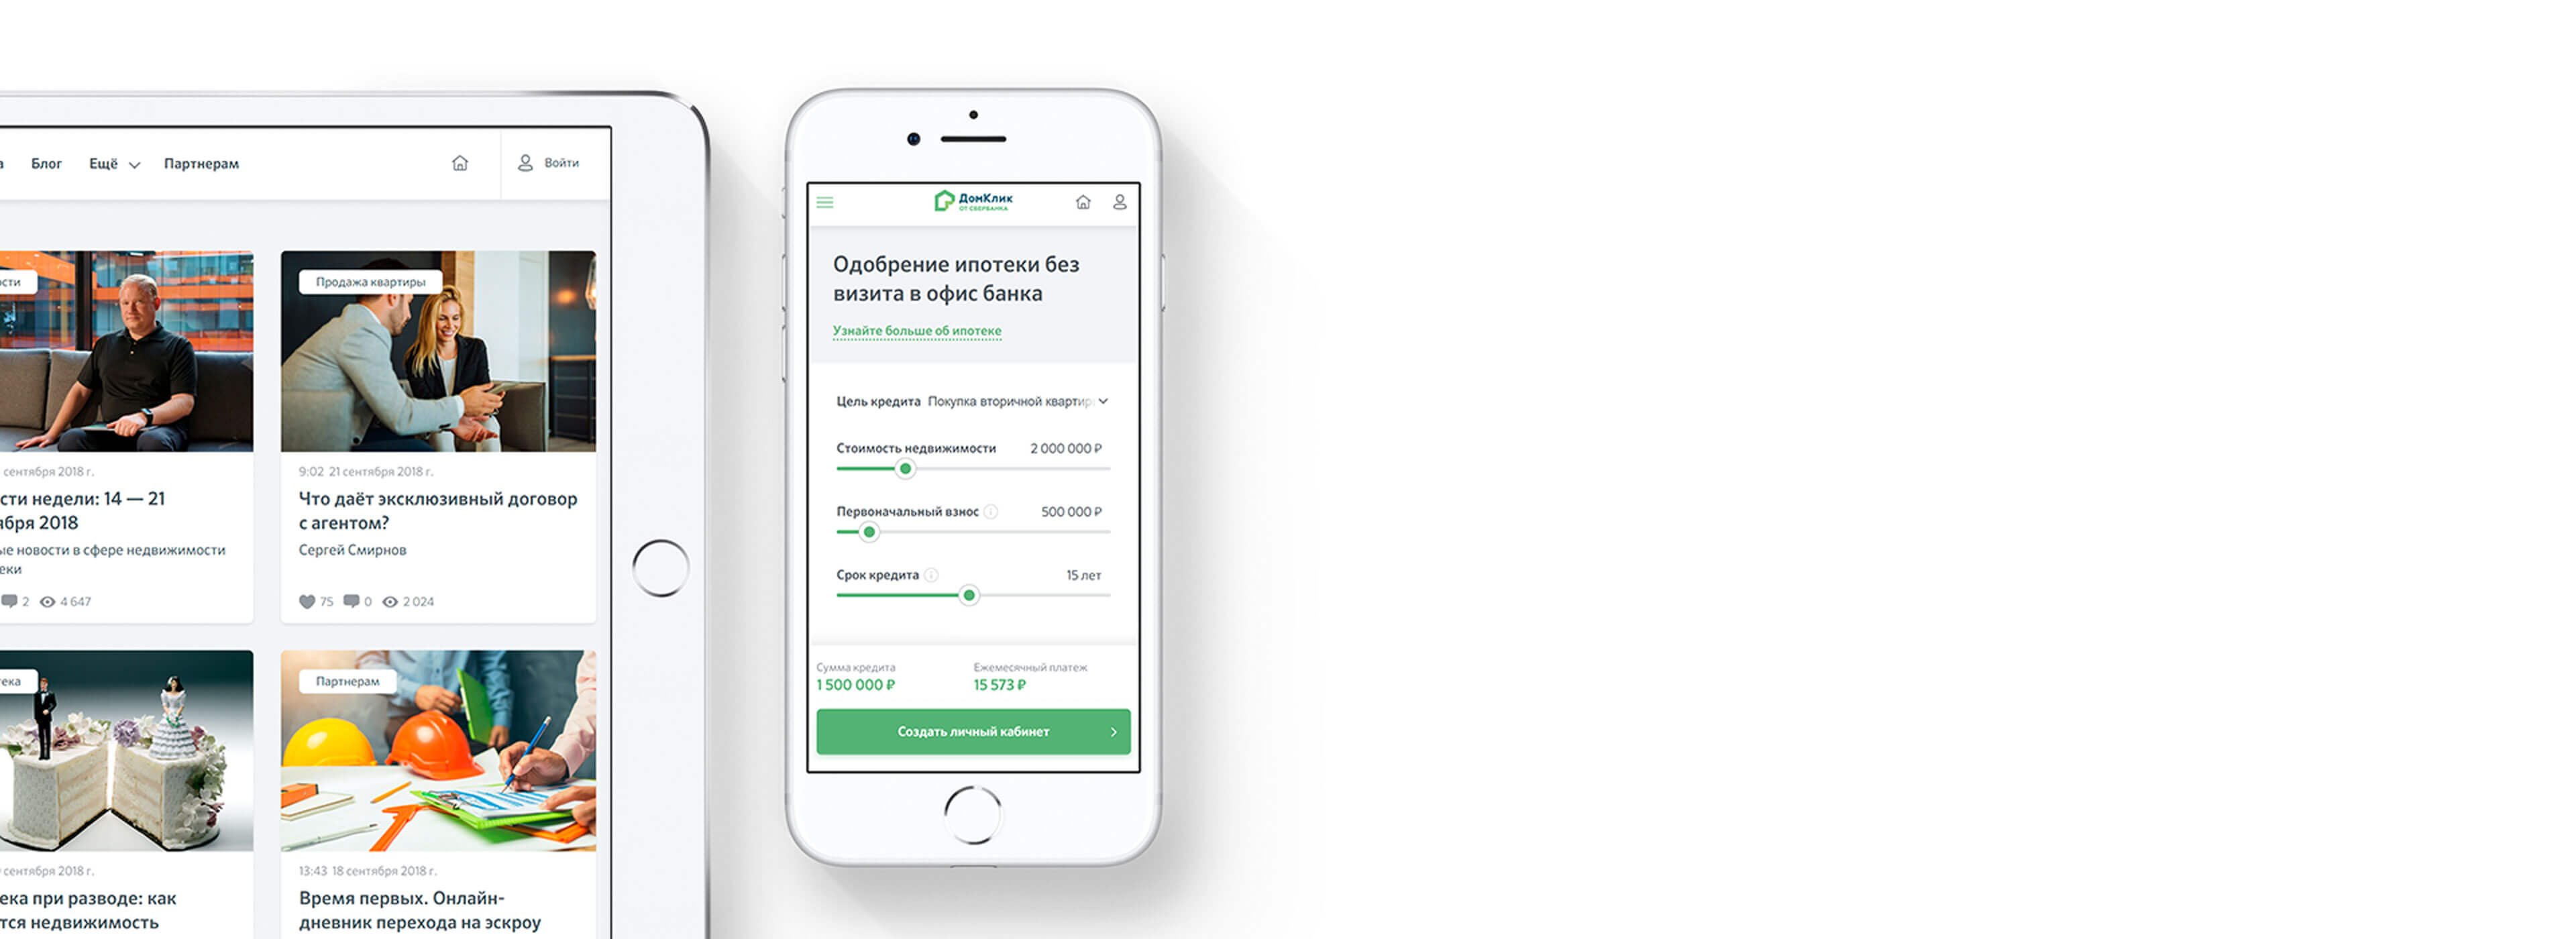 а Блог Ещё Партнерам Войти
сти
сентября 2018 г.
сти недели: 14 — 21
ября 2018
ые новости в сфере недвижимости
еки
2 4 647
Продажа квартиры
9:02 21 сентября 2018 г.
Что даёт эксклюзивный договор
с агентом?
Сергей Смирнов
75 0 2 024
ека
сентября 2018 г.
ека при разводе: как
тся недвижимость
Партнерам
13:43 18 сентября 2018 г.
Время первых. Онлайн-
дневник перехода на эскроу
ДомКлик
ОТ СБЕРБАНКА
Одобрение ипотеки без
визита в офис банка
Узнайте больше об ипотеке
Цель кредита Покупка вторичной квартир
Стоимость недвижимости 2 000 000 ₽
Первоначальный взнос 500 000 ₽
Срок кредита 15 лет
Сумма кредита Ежемесячный платеж
1 500 000 ₽ 15 573 ₽
Создать личный кабинет